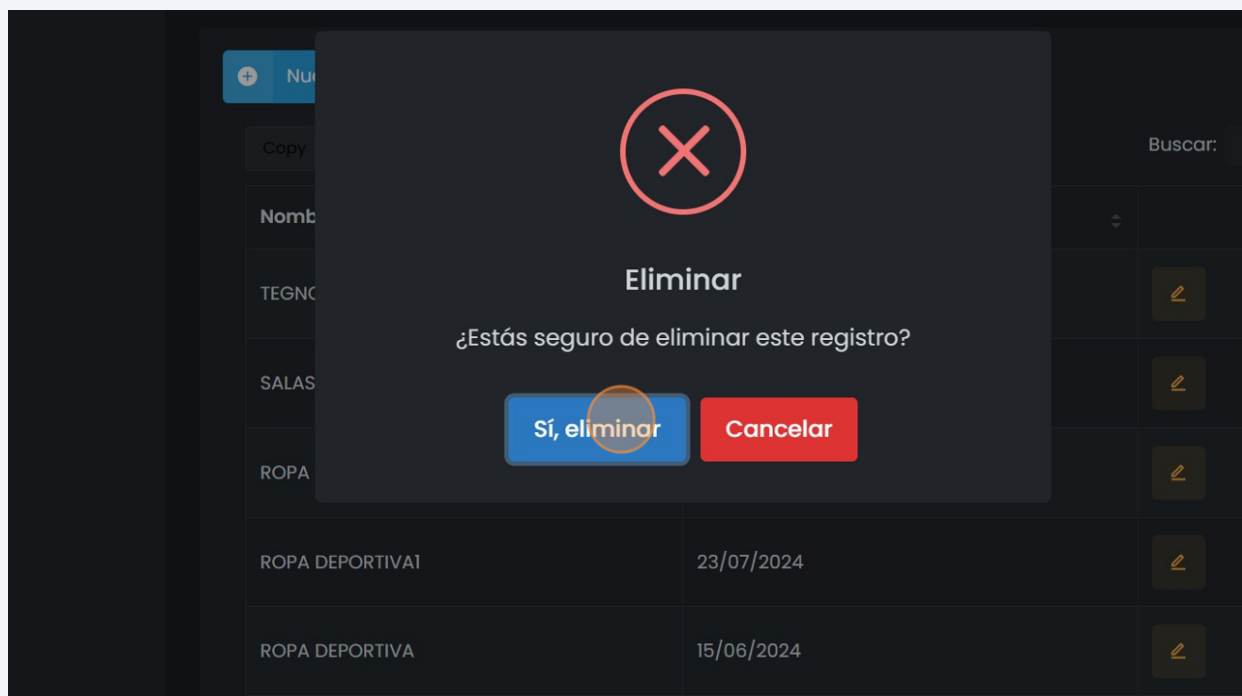 Nu
Copy
Buscar:
Nomb
TEGNO
SALAS
ROPA
Eliminar
¿Estás seguro de eliminar este registro?
Sí, eliminar
Cancelar
ROPA DEPORTIVA1 23/07/2024
ROPA DEPORTIVA 15/06/2024